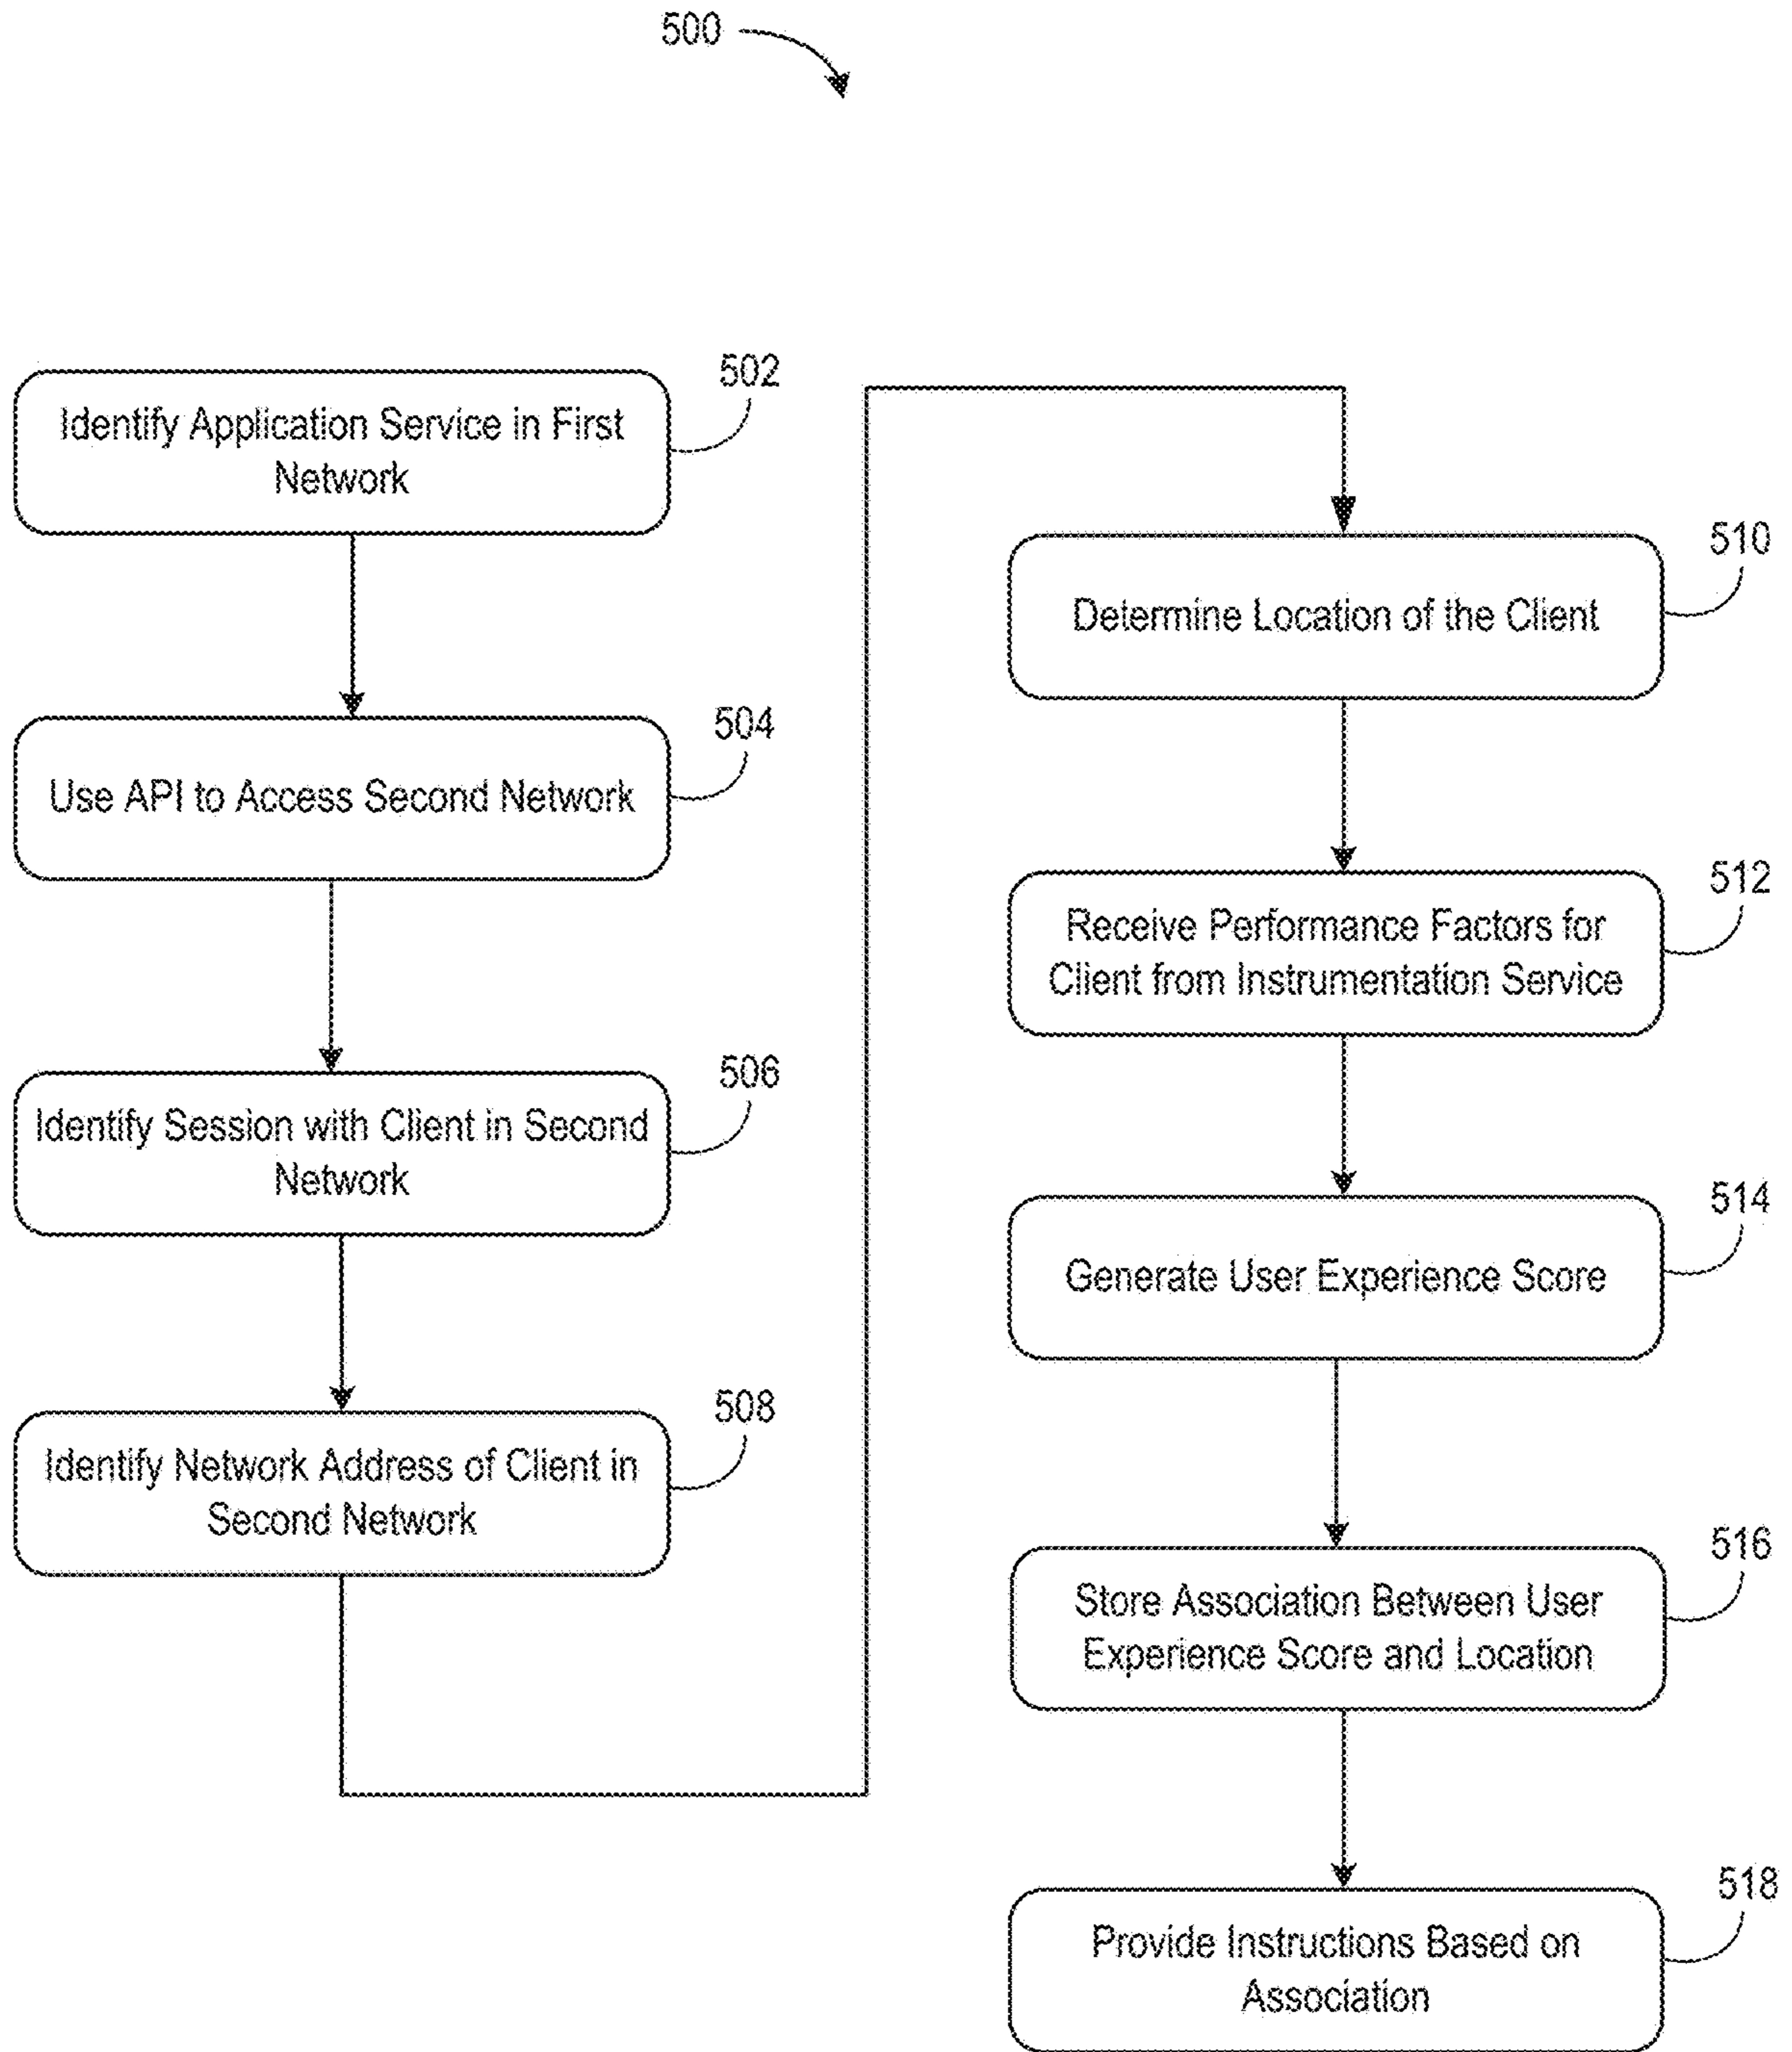 500
502
Identify Application Service in First
Network
504
Use API to Access Second Network
506
Identify Session with Client in Second
Network
508
Identify Network Address of Client in
Second Network
510
Determine Location of the Client
512
Receive Performance Factors for
Client from Instrumentation Service
514
Generate User Experience Score
516
Store Association Between User
Experience Score and Location
518
Provide Instructions Based on
Association